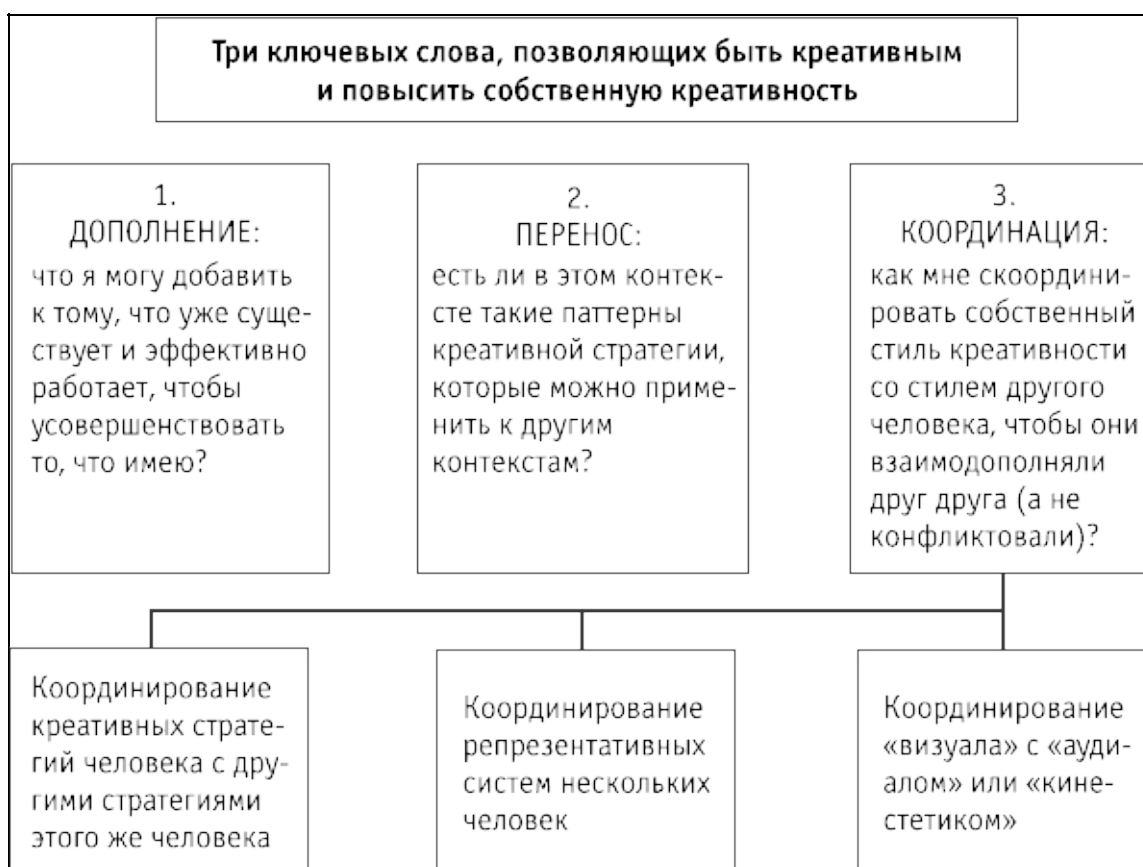 Три ключевых слова, позволяющих быть креативным
и повысить собственную креативность
1.
ДОПОЛНЕНИЕ:
что я могу добавить
к тому, что уже суще-
ствует и эффективно
работает, чтобы
усовершенствовать
то, что имею?
2.
ПЕРЕНОС:
есть ли в этом контек-
сте такие паттерны
креативной стратегии,
которые можно приме-
нить к другим
контекстам?
3.
КООРДИНАЦИЯ:
как мне скоордини-
ровать собственный
стиль креативности
со стилем другого
человека, чтобы они
взаимодополняли
друг друга (а не
конфликтовали)?
Координирование
креативных страте-
гий человека с дру-
гими стратегиями
этого же человека
Координирование
репрезентативных
систем нескольких
человек
Координирование
«визуала» с «ауди-
алом» или «кине-
стетиком»